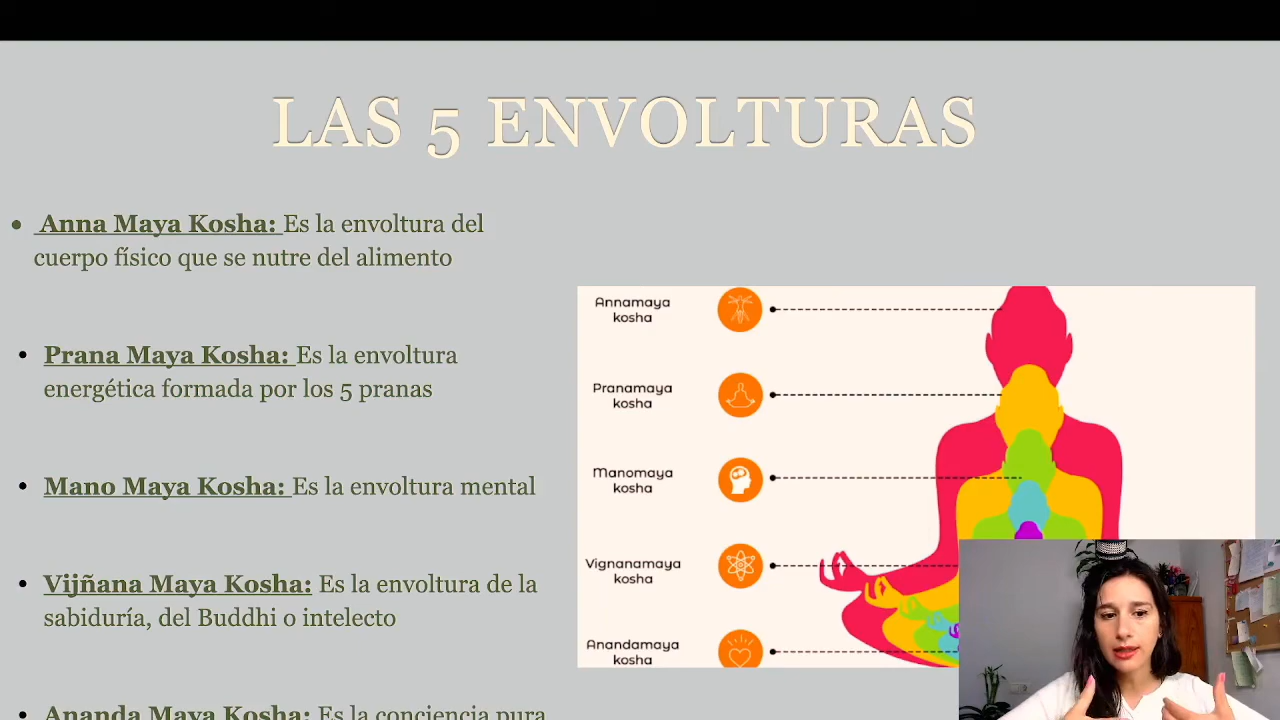 LAS 5 ENVOLTURAS
• Anna Maya Kosha: Es la envoltura del
cuerpo físico que se nutre del alimento
• Prana Maya Kosha: Es la envoltura
energética formada por los 5 pranas
• Mano Maya Kosha: Es la envoltura mental
• Vijñana Maya Kosha: Es la envoltura de la
sabiduría, del Buddhi o intelecto
• Ananda Maya Kosha: Es la conciencia pura
Annamaya
kosha
Pranamaya
kosha
Manomaya
kosha
Vignanamaya
kosha
Anandamaya
kosha